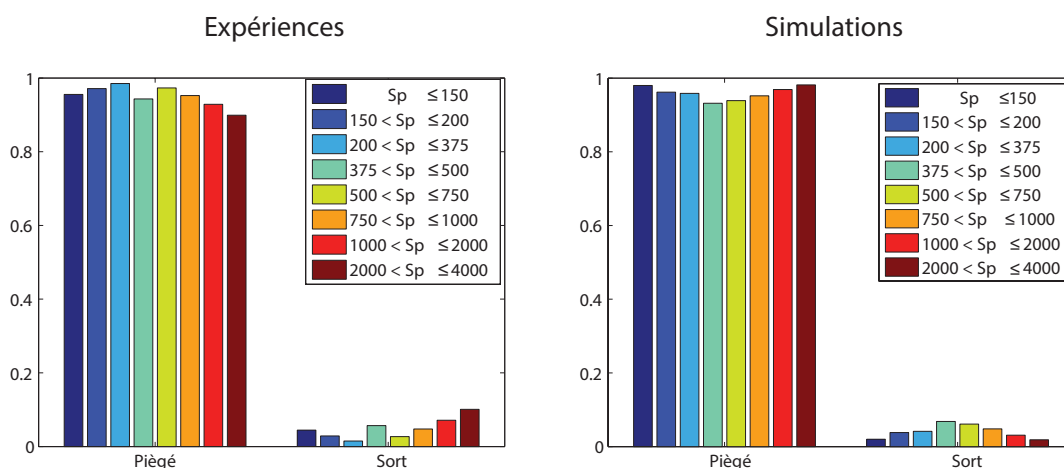 Expériences
1
0.8
0.6
0.4
0.2
0
Sp ≤150
150 < Sp ≤200
200 < Sp ≤375
375 < Sp ≤500
500 < Sp ≤750
750 < Sp ≤1000
1000 < Sp ≤2000
2000 < Sp ≤4000
Piègé
Sort
Simulations
1
0.8
0.6
0.4
0.2
0
Sp ≤150
150 < Sp ≤200
200 < Sp ≤375
375 < Sp ≤500
500 < Sp ≤750
750 < Sp ≤1000
1000 < Sp ≤2000
2000 < Sp ≤4000
Piègé
Sort